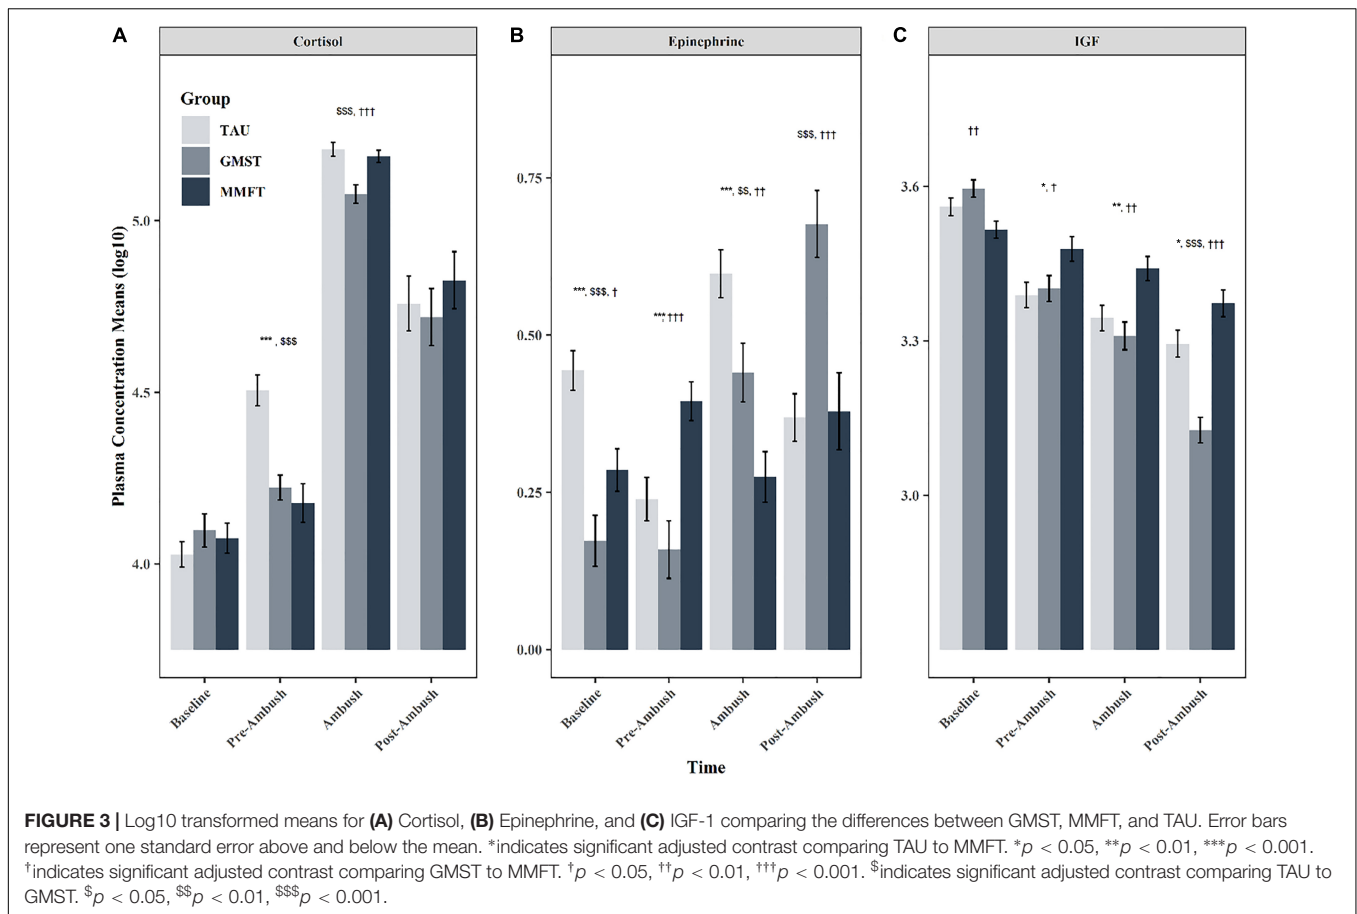 A
Cortisol
B
Epinephrine
C
IGF
Group
TAU
GMST
MMFT
Plasma Concentration Means (log10)
5.0
4.5
4.0
*** , $$$
$$$, †††
Baseline
Pre-Ambush
Ambush
Post-Ambush
0.75
0.50
0.25
0.00
***, $$$, †
***, †††
***, $$, ††
$$$, †††
Baseline
Pre-Ambush
Ambush
Post-Ambush
3.6
3.3
3.0
††
*, †
**, ††
*, $$$, †††
Baseline
Pre-Ambush
Ambush
Post-Ambush
Time
FIGURE 3 | Log10 transformed means for (A) Cortisol, (B) Epinephrine, and (C) IGF-1 comparing the differences between GMST, MMFT, and TAU. Error bars
represent one standard error above and below the mean. *indicates significant adjusted contrast comparing TAU to MMFT. *p < 0.05, **p < 0.01, ***p < 0.001.
†indicates significant adjusted contrast comparing GMST to MMFT. †p < 0.05, ††p < 0.01, †††p < 0.001. $indicates significant adjusted contrast comparing TAU to
GMST. $p < 0.05, $$p < 0.01, $$$p < 0.001.